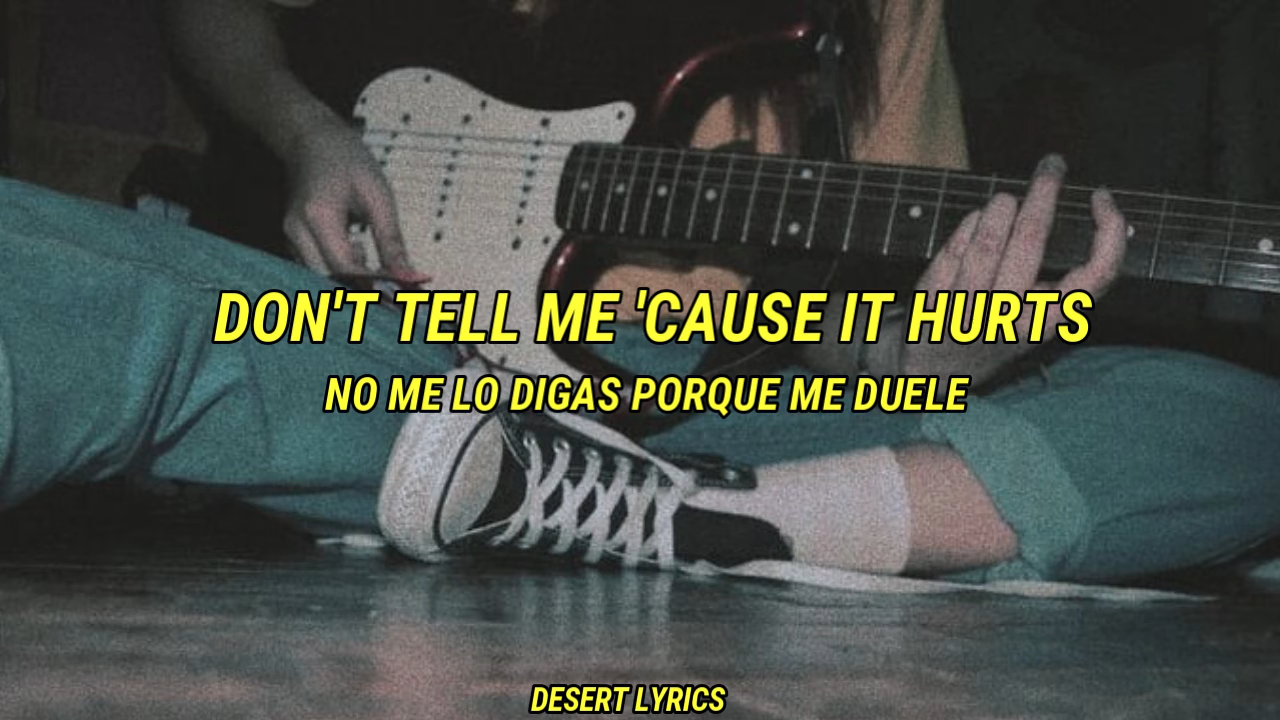 DON'T TELL ME 'CAUSE IT HURTS
NO ME LO DIGAS PORQUE ME DUELE
DESERT LYRICS